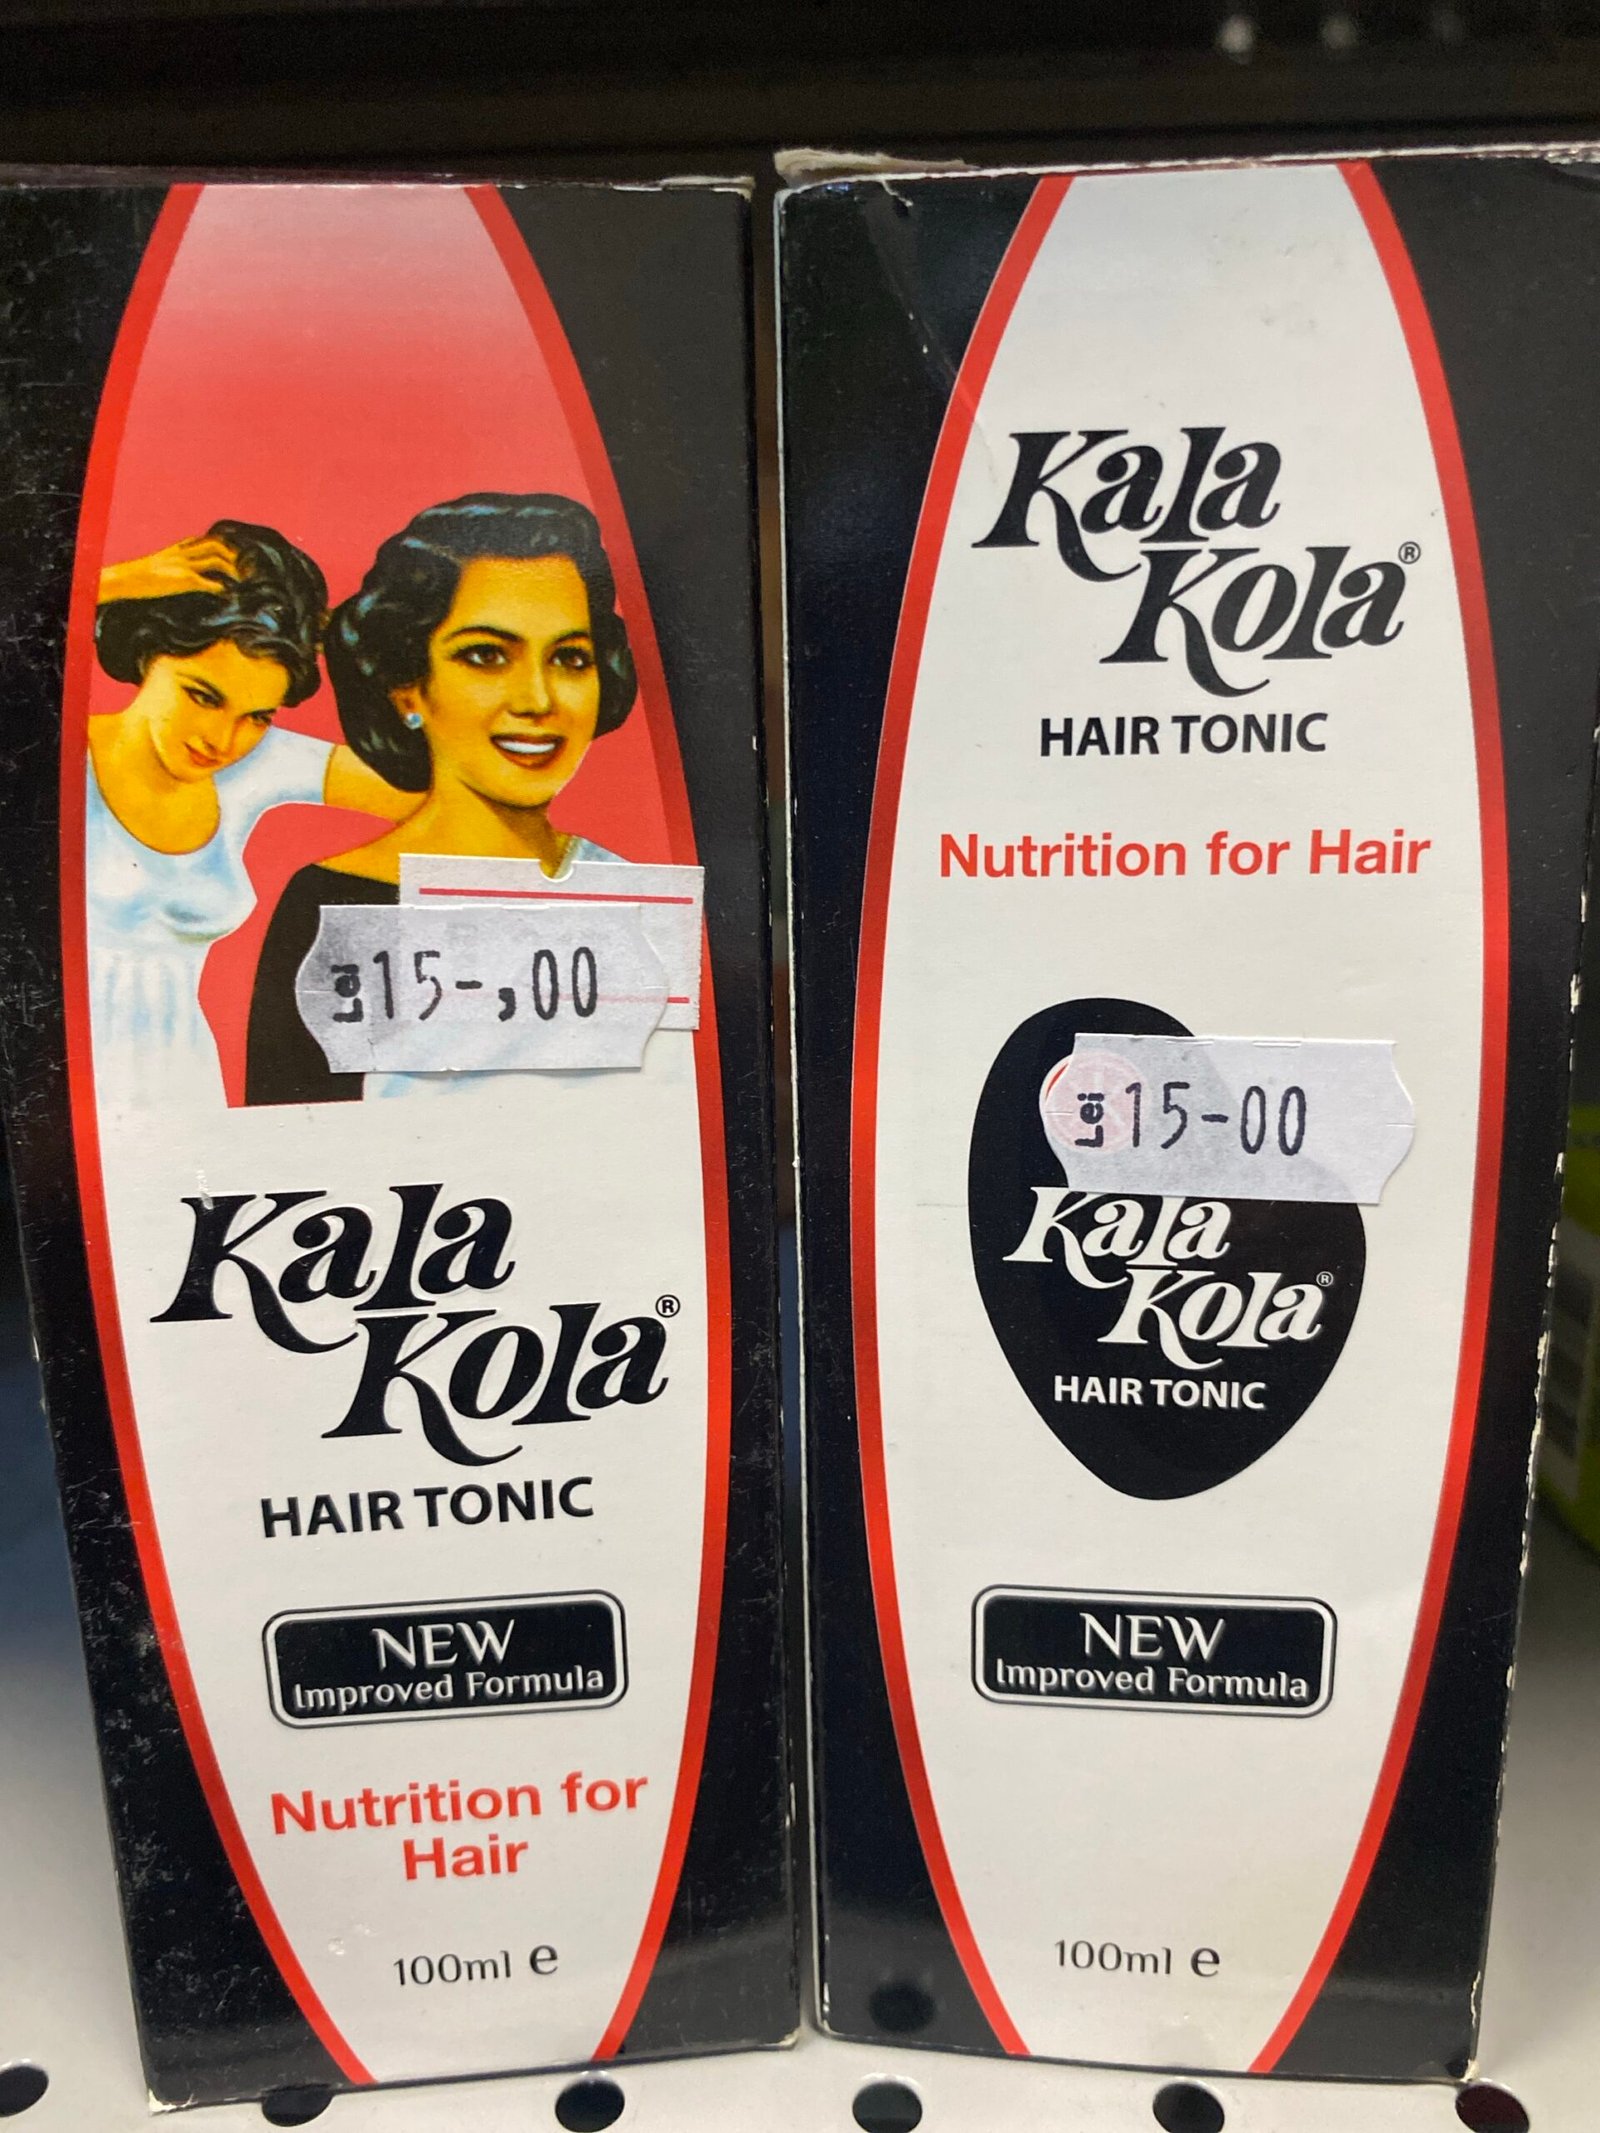 Lei 15-,00
Kala
Kola®
HAIR TONIC
NEW
Improved Formula
Nutrition for
Hair
100ml e
Kala
Kola®
HAIR TONIC
Nutrition for Hair
Lei 15-00
Kala
Kola®
HAIR TONIC
NEW
Improved Formula
100ml e